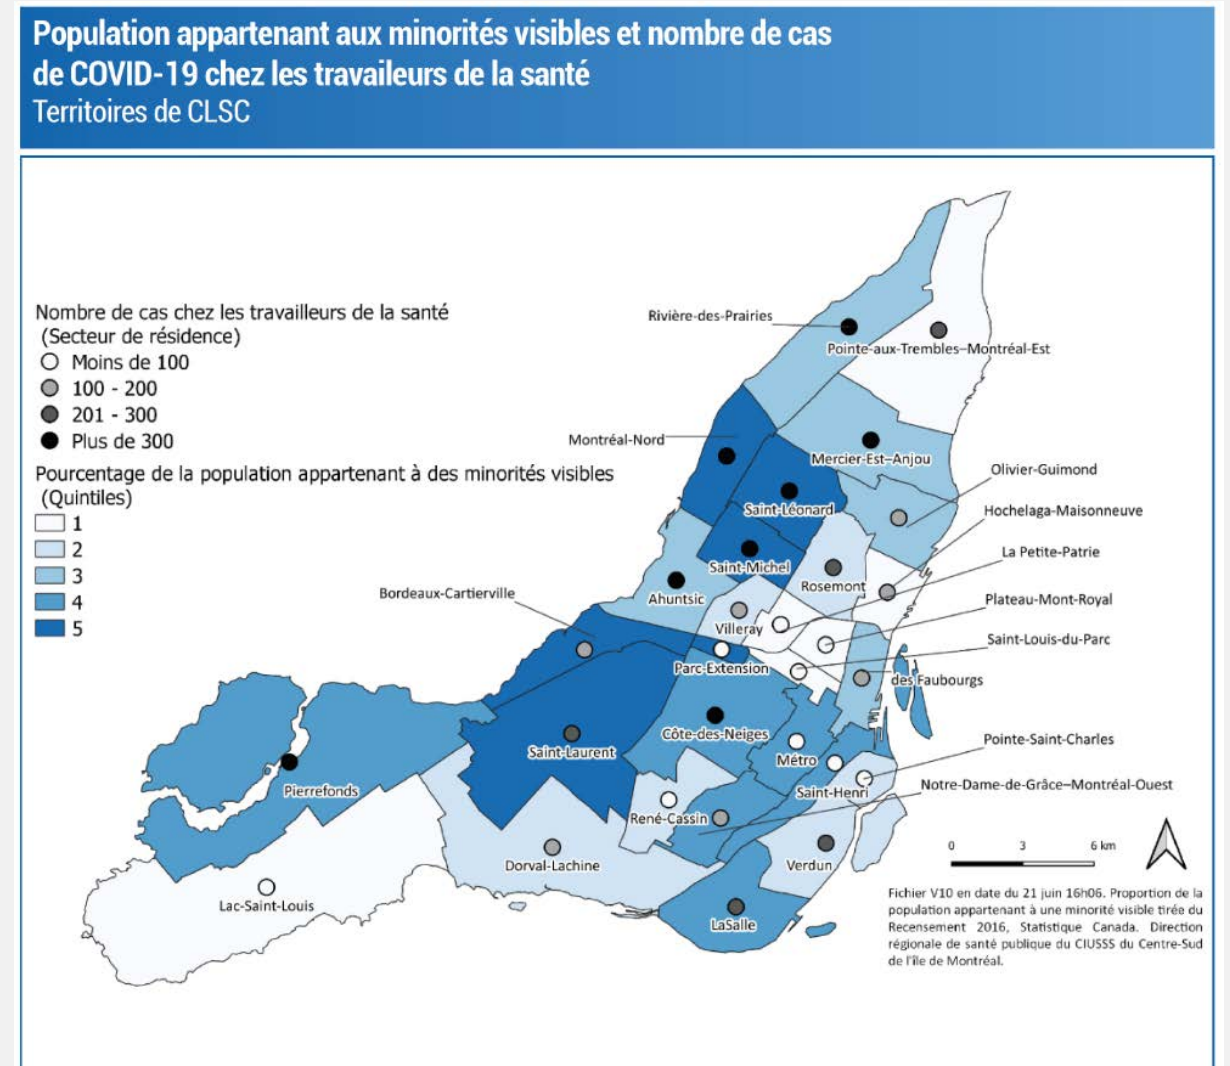 Population appartenant aux minorités visibles et nombre de cas
de COVID-19 chez les travaileurs de la santé
Territoires de CLSC
Nombre de cas chez les travailleurs de la santé
(Secteur de résidence)
Moins de 100
100 - 200
201 - 300
Plus de 300
Pourcentage de la population appartenant à des minorités visibles
(Quintiles)
1
2
3
4
5
Rivière-des-Prairies
Pointe-aux-Trembles–Montréal-Est
Montréal-Nord
Mercier-Est–Anjou
Olivier-Guimond
Saint-Léonard
Hochelaga-Maisonneuve
La Petite-Patrie
Saint-Michel
Rosemont
Bordeaux-Cartierville
Ahuntsic
Plateau-Mont-Royal
Villeray
Saint-Louis-du-Parc
Parc-Extension
des Faubourgs
Côte-des-Neiges
Pointe-Saint-Charles
Saint-Laurent
Métro
Notre-Dame-de-Grâce–Montréal-Ouest
Pierrefonds
Saint-Henri
René-Cassin
Dorval-Lachine
Verdun
0 3 6 km
Lac-Saint-Louis
LaSalle
Fichier V10 en date du 21 juin 16h06. Proportion de la
population appartenant à une minorité visible tirée du
Recensement 2016, Statistique Canada. Direction
régionale de santé publique du CIUSSS du Centre-Sud
de l'île de Montréal.